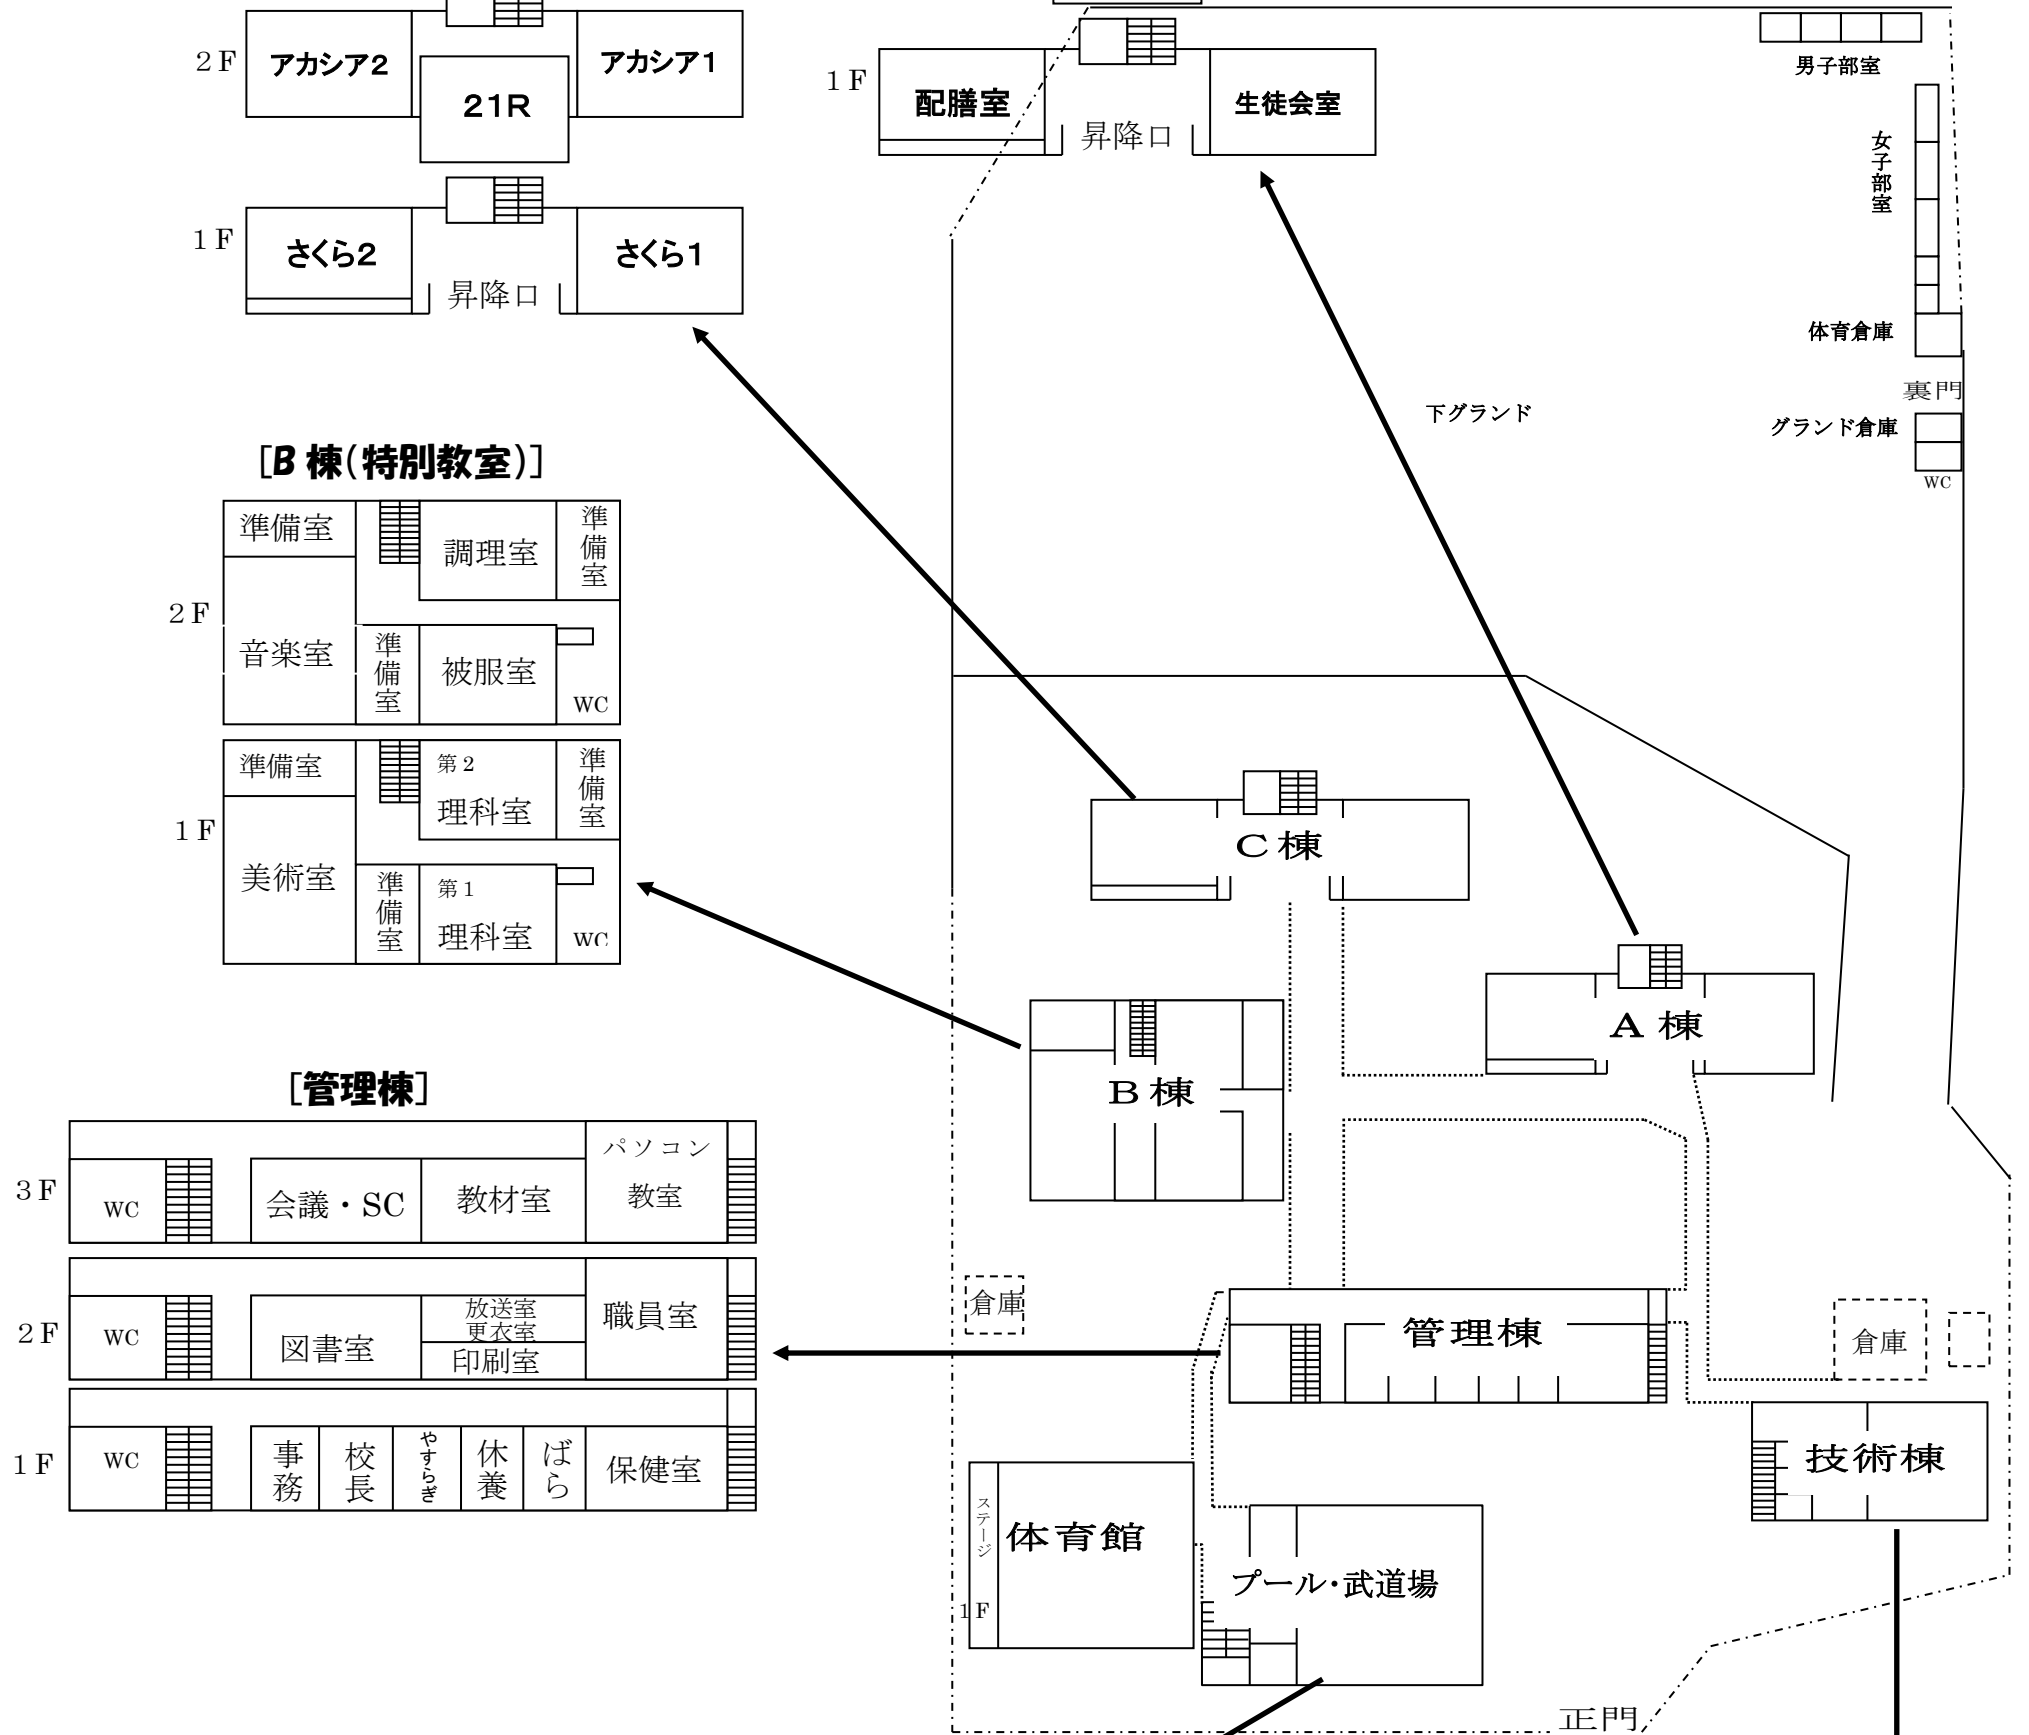 2F
アカシア2
21R
アカシア1
1F
さくら2
昇降口
さくら1
1F
配膳室
昇降口
生徒会室
男子部室
女子部室
体育倉庫
裏門
グランド倉庫
WC
下グランド
[B 棟(特別教室)]
2F
準備室
調理室
準備室
音楽室
準備室
被服室
WC
1F
準備室
第2
理科室
準備室
美術室
準備室
第1
理科室
WC
[管理棟]
3F
WC
会議・SC
教材室
パソコン
教室
2F
WC
図書室
放送室
更衣室
印刷室
職員室
1F
WC
事務
校長
やすらぎ
休養
ばら
保健室
C棟
A棟
B棟
倉庫
管理棟
倉庫
技術棟
ステージ
体育館
1F
プール・武道場
正門